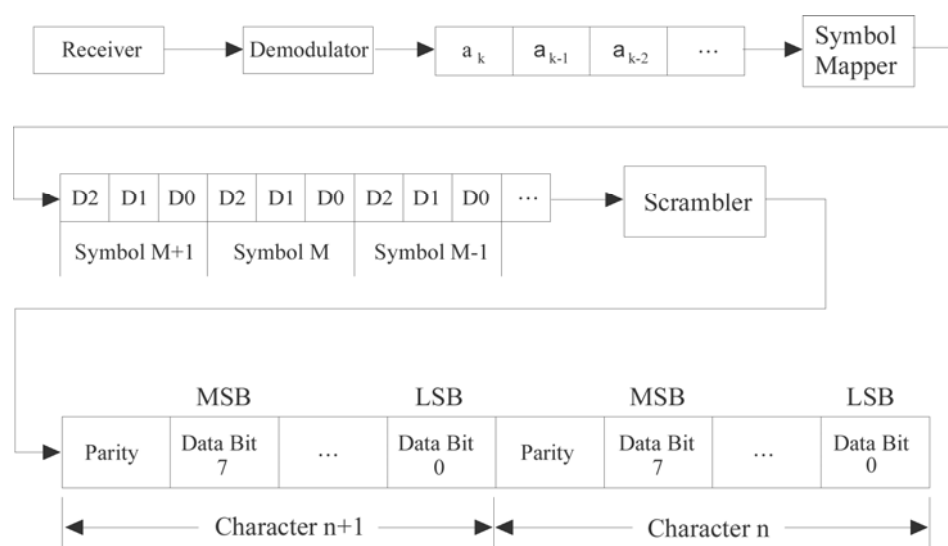 Receiver
Demodulator
a k
a k-1
a k-2
...
Symbol
Mapper
D2 D1 D0 D2 D1 D0 D2 D1 D0 ...
Scrambler
Symbol M+1
Symbol M
Symbol M-1
MSB LSB MSB LSB
Parity
Data Bit
7
...
Data Bit
0
Parity
Data Bit
7
...
Data Bit
0
Character n+1
Character n